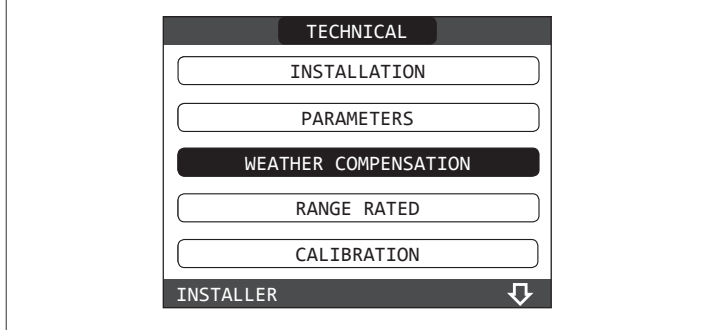 TECHNICAL
INSTALLATION
PARAMETERS
WEATHER COMPENSATION
RANGE RATED
CALIBRATION
INSTALLER